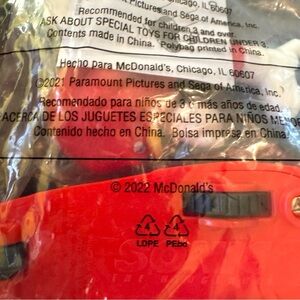 Pictures and Sega of America, Inc.
Recommended for children 3 and over.
ASK ABOUT SPECIAL TOYS FOR CHILDREN UNDER 3.
Contents made in China. Polybag printed in China.
Hecho para McDonald's, Chicago, IL 60607
©2021 Paramount Pictures and Sega of America, Inc.
Recomendado para niños de 3 ó más años de edad.
ACERCA DE LOS JUGUETES ESPECIALES PARA NIÑOS
Contenido hecho en China. Bolsa impresa en China.
© 2022 McDonald's
4 4
LDPE PEbd